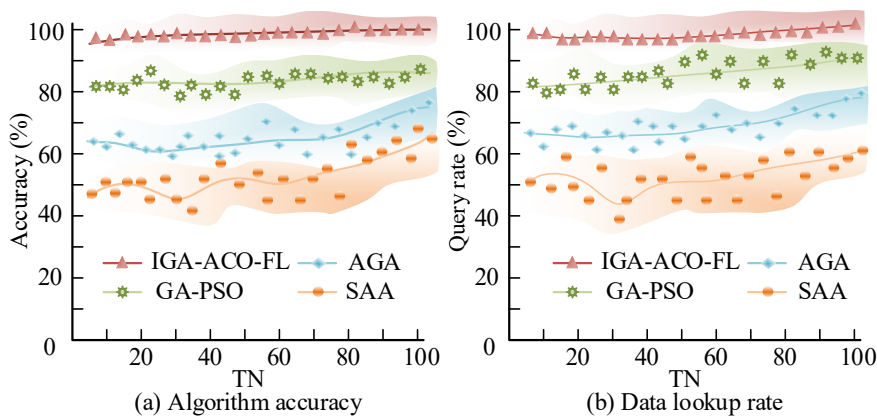 100
80
60
40
20
0
Accuracy (%)
IGA-ACO-FL
AGA
GA-PSO
SAA
20 40 60 80 100
TN
(a) Algorithm accuracy
100
80
60
40
20
0
Query rate (%)
IGA-ACO-FL
AGA
GA-PSO
SAA
20 40 60 80 100
TN
(b) Data lookup rate